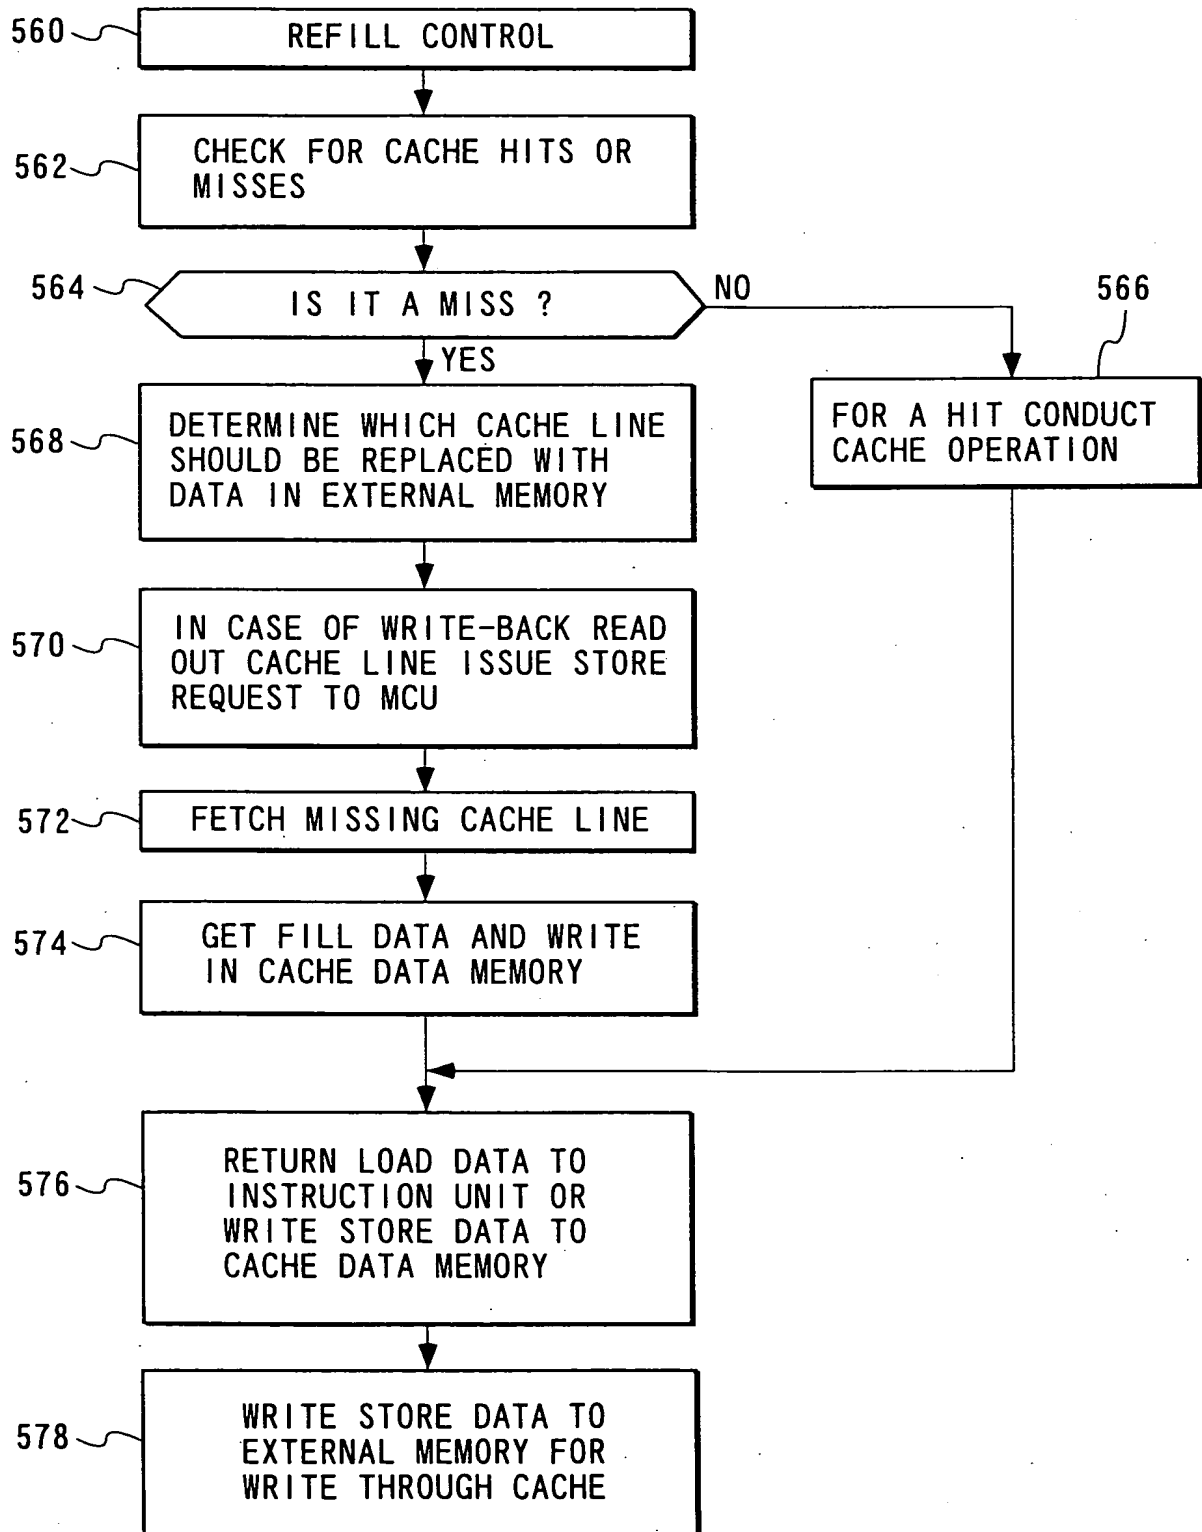 560
REFILL CONTROL
562
CHECK FOR CACHE HITS OR
MISSES
564
IS IT A MISS ?
NO
566
YES
FOR A HIT CONDUCT
CACHE OPERATION
568
DETERMINE WHICH CACHE LINE
SHOULD BE REPLACED WITH
DATA IN EXTERNAL MEMORY
570
IN CASE OF WRITE-BACK READ
OUT CACHE LINE ISSUE STORE
REQUEST TO MCU
572
FETCH MISSING CACHE LINE
574
GET FILL DATA AND WRITE
IN CACHE DATA MEMORY
576
RETURN LOAD DATA TO
INSTRUCTION UNIT OR
WRITE STORE DATA TO
CACHE DATA MEMORY
578
WRITE STORE DATA TO
EXTERNAL MEMORY FOR
WRITE THROUGH CACHE